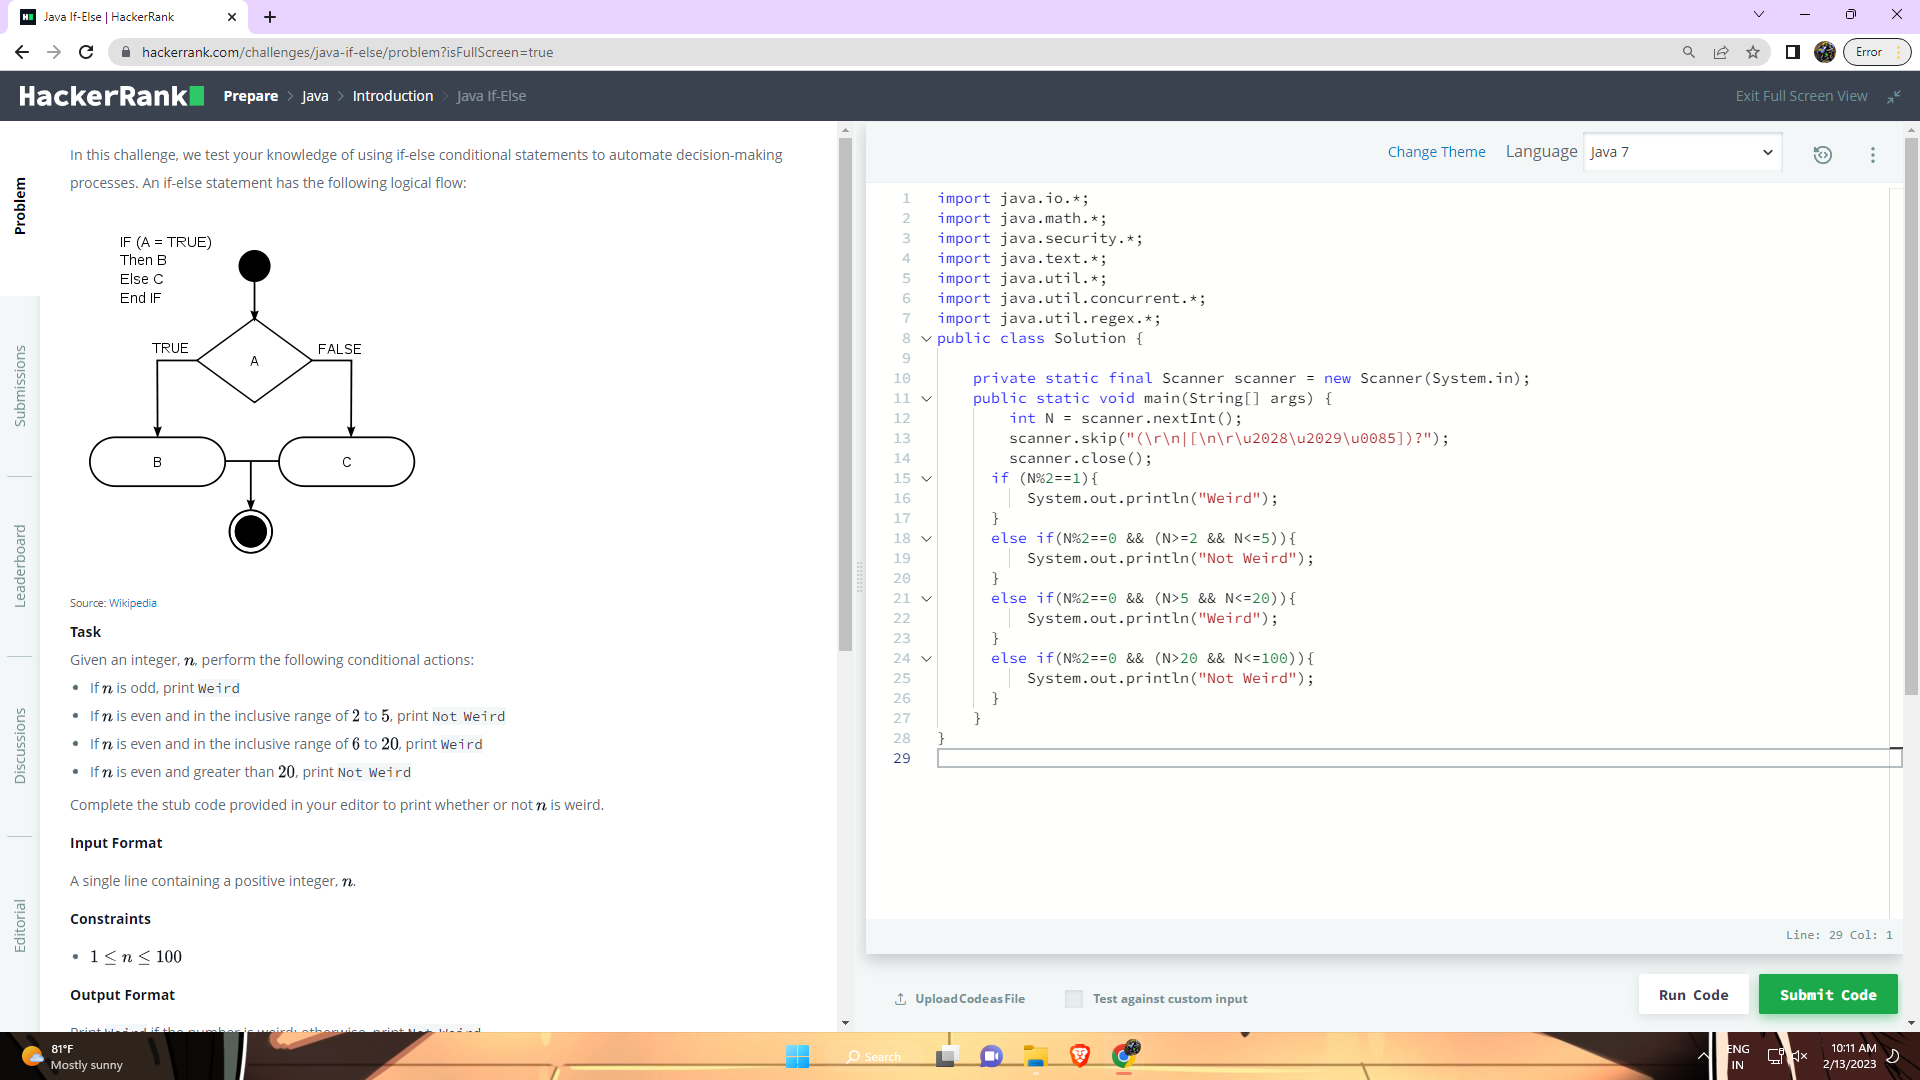 Java If-Else | HackerRank
hackerrank.com/challenges/java-if-else/problem?isFullScreen=true
Error
HackerRank
Prepare > Java > Introduction > Java If-Else
Exit Full Screen View
Problem
Submissions
Leaderboard
Discussions
Editorial
In this challenge, we test your knowledge of using if-else conditional statements to automate decision-making
processes. An if-else statement has the following logical flow:
IF (A = TRUE)
Then B
Else C
End IF
TRUE
A
FALSE
B
C
Source: Wikipedia
Task
Given an integer, n, perform the following conditional actions:
• If n is odd, print Weird
• If n is even and in the inclusive range of 2 to 5, print Not Weird
• If n is even and in the inclusive range of 6 to 20, print Weird
• If n is even and greater than 20, print Not Weird
Complete the stub code provided in your editor to print whether or not n is weird.
Input Format
A single line containing a positive integer, n.
Constraints
• 1 ≤ n ≤ 100
Output Format
Print Weird if the number is weird; otherwise, print Not Weird.
Change Theme Language Java 7
1 import java.io.*;
2 import java.math.*;
3 import java.security.*;
4 import java.text.*;
5 import java.util.*;
6 import java.util.concurrent.*;
7 import java.util.regex.*;
8 public class Solution {
9
10 private static final Scanner scanner = new Scanner(System.in);
11 public static void main(String[] args) {
12 int N = scanner.nextInt();
13 scanner.skip("(\r\n|[\n\r\u2028\u2029\u0085])?");
14 scanner.close();
15 if (N%2==1){
16 System.out.println("Weird");
17 }
18 else if(N%2==0 && (N>=2 && N<=5)){
19 System.out.println("Not Weird");
20 }
21 else if(N%2==0 && (N>5 && N<=20)){
22 System.out.println("Weird");
23 }
24 else if(N%2==0 && (N>20 && N<=100)){
25 System.out.println("Not Weird");
26 }
27 }
28 }
29
Line: 29 Col: 1
Upload Code as File
Test against custom input
Run Code
Submit Code
81°F
Mostly sunny
Search
ENG
IN
10:11 AM
2/13/2023